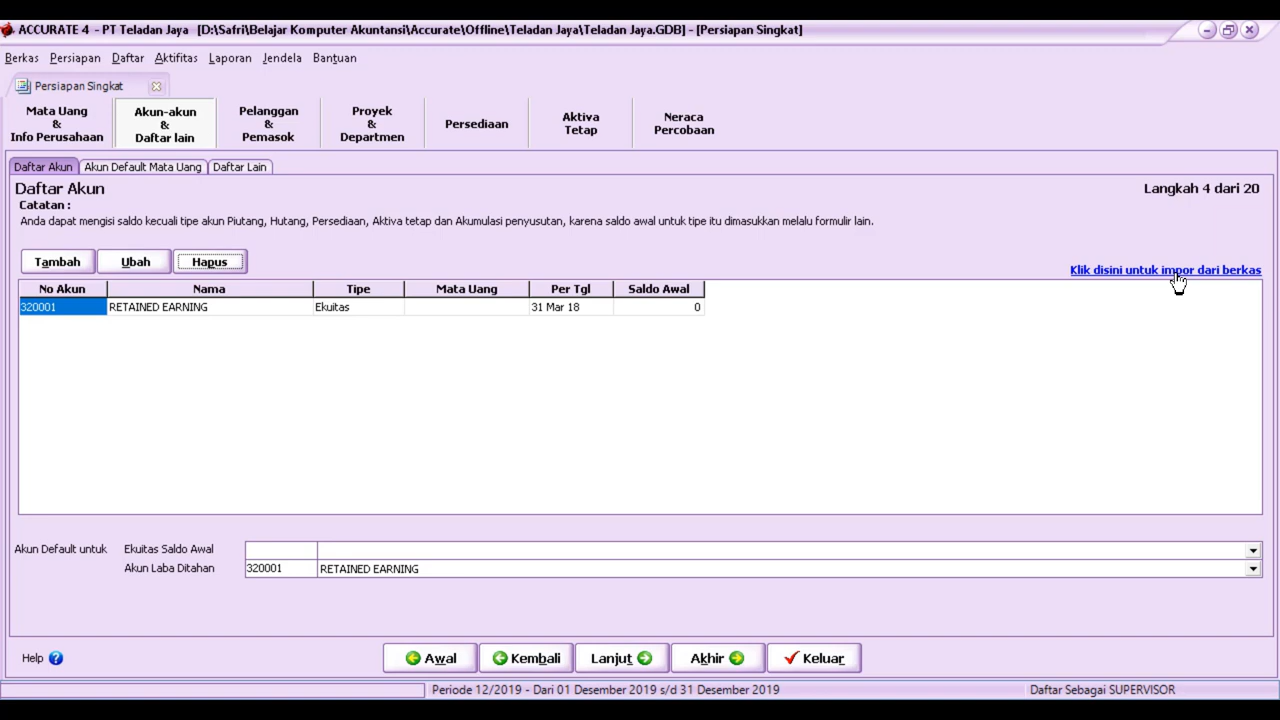 ACCURATE 4 - PT Teladan Jaya [D:\Safri\Belajar Komputer Akuntansi\Accurate\Offline\Teladan Jaya\Teladan Jaya.GDB] - [Persiapan Singkat]
Berkas Persiapan Daftar Aktifitas Laporan Jendela Bantuan
Persiapan Singkat
Mata Uang & Info Perusahaan
Akun-akun & Daftar lain
Pelanggan & Pemasok
Proyek & Departmen
Persediaan
Aktiva Tetap
Neraca Percobaan
Daftar Akun Akun Default Mata Uang Daftar Lain
Daftar Akun Langkah 4 dari 20
Catatan :
Anda dapat mengisi saldo kecuali tipe akun Piutang, Hutang, Persediaan, Aktiva tetap dan Akumulasi penyusutan, karena saldo awal untuk tipe itu dimasukkan melalu formulir lain.
Tambah Ubah Hapus
Klik disini untuk impor dari berkas
No Akun Nama Tipe Mata Uang Per Tgl Saldo Awal
320001 RETAINED EARNING Ekuitas 31 Mar 18 0
Akun Default untuk Ekuitas Saldo Awal
Akun Laba Ditahan 320001 RETAINED EARNING
Help ? Awal Kembali Lanjut Akhir Keluar
Periode 12/2019 - Dari 01 Desember 2019 s/d 31 Desember 2019 Daftar Sebagai SUPERVISOR